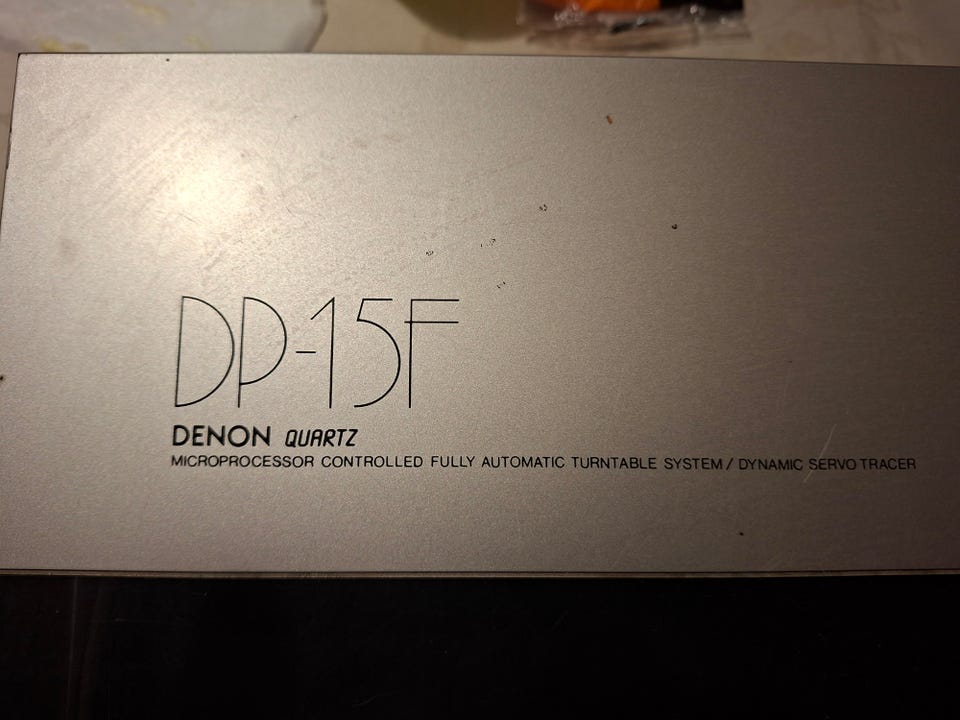 DP-15F
DENON QUARTZ
MICROPROCESSOR CONTROLLED FULLY AUTOMATIC TURNTABLE SYSTEM / DYNAMIC SERVO TRACER